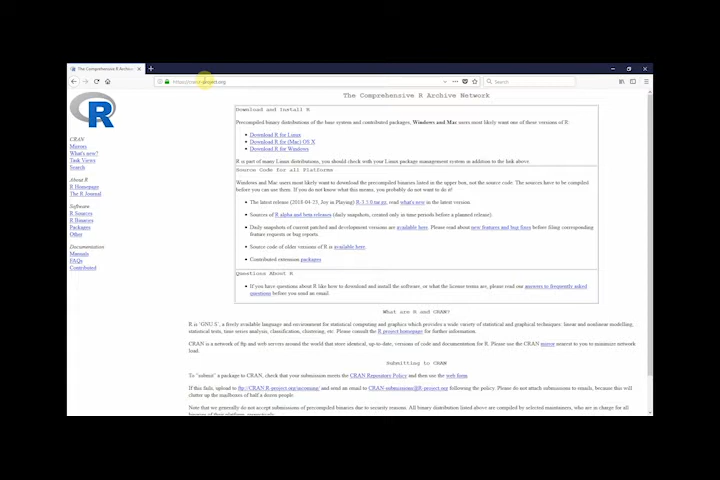 The Comprehensive R Archiv
Search
The Comprehensive R Archive Network
R
CRAN
Mirrors
What's new?
Task Views
Search
About R
R Homepage
The R Journal
Software
R Sources
R Binaries
Packages
Other
Documentation
Manuals
FAQs
Contributed
Download and Install R
Precompiled binary distributions of the base system and contributed packages, Windows and Mac users most likely want one of these versions of R:
Download R for Linux
Download R for (Mac) OS X
Download R for Windows
R is part of many Linux distributions, you should check with your Linux package management system in addition to the link above.
Source Code for all Platforms
Windows and Mac users most likely want to download the precompiled binaries listed in the upper box, not the source code. The sources have to be compiled
before you can use them. If you do not know what this means, you probably do not want to do it!
The latest release (2018-04-23, Joy in Playing) R-3.5.0.tar.gz, read what's new in the latest version.
Sources of R alpha and beta releases (daily snapshots, created only in time periods before a planned release).
Daily snapshots of current patched and development versions are available here. Please read about new features and bug fixes before filing corresponding
feature requests or bug reports.
Source code of older versions of R is available here.
Contributed extension packages
Questions About R
If you have questions about R like how to download and install the software, or what the license terms are, please read our answers to frequently asked
questions before you send an email.
What are R and CRAN?
R is 'GNU S', a freely available language and environment for statistical computing and graphics which provides a wide variety of statistical and graphical techniques: linear and nonlinear modelling,
statistical tests, time series analysis, classification, clustering, etc. Please consult the R project homepage for further information.
CRAN is a network of ftp and web servers around the world that store identical, up-to-date, versions of code and documentation for R. Please use the CRAN mirror nearest to you to minimize network
load.
Submitting to CRAN
To "submit" a package to CRAN, check that your submission meets the CRAN Repository Policy and then use the web form.
If this fails, upload to ftp://CRAN.R-project.org/incoming/ and send an email to CRAN-submissions@R-project.org following the policy. Please do not attach submissions to emails, because this will
clutter up the mailboxes of half a dozen people.
Note that we generally do not accept submissions of precompiled binaries due to security reasons. All binary distribution listed above are compiled by selected maintainers, who are in charge for all